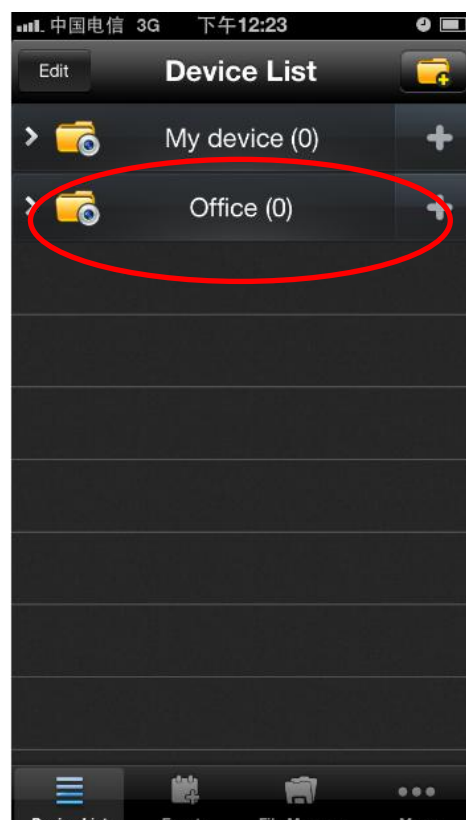 中国电信 3G 下午12:23
Edit Device List
My device (0)
Office (0)